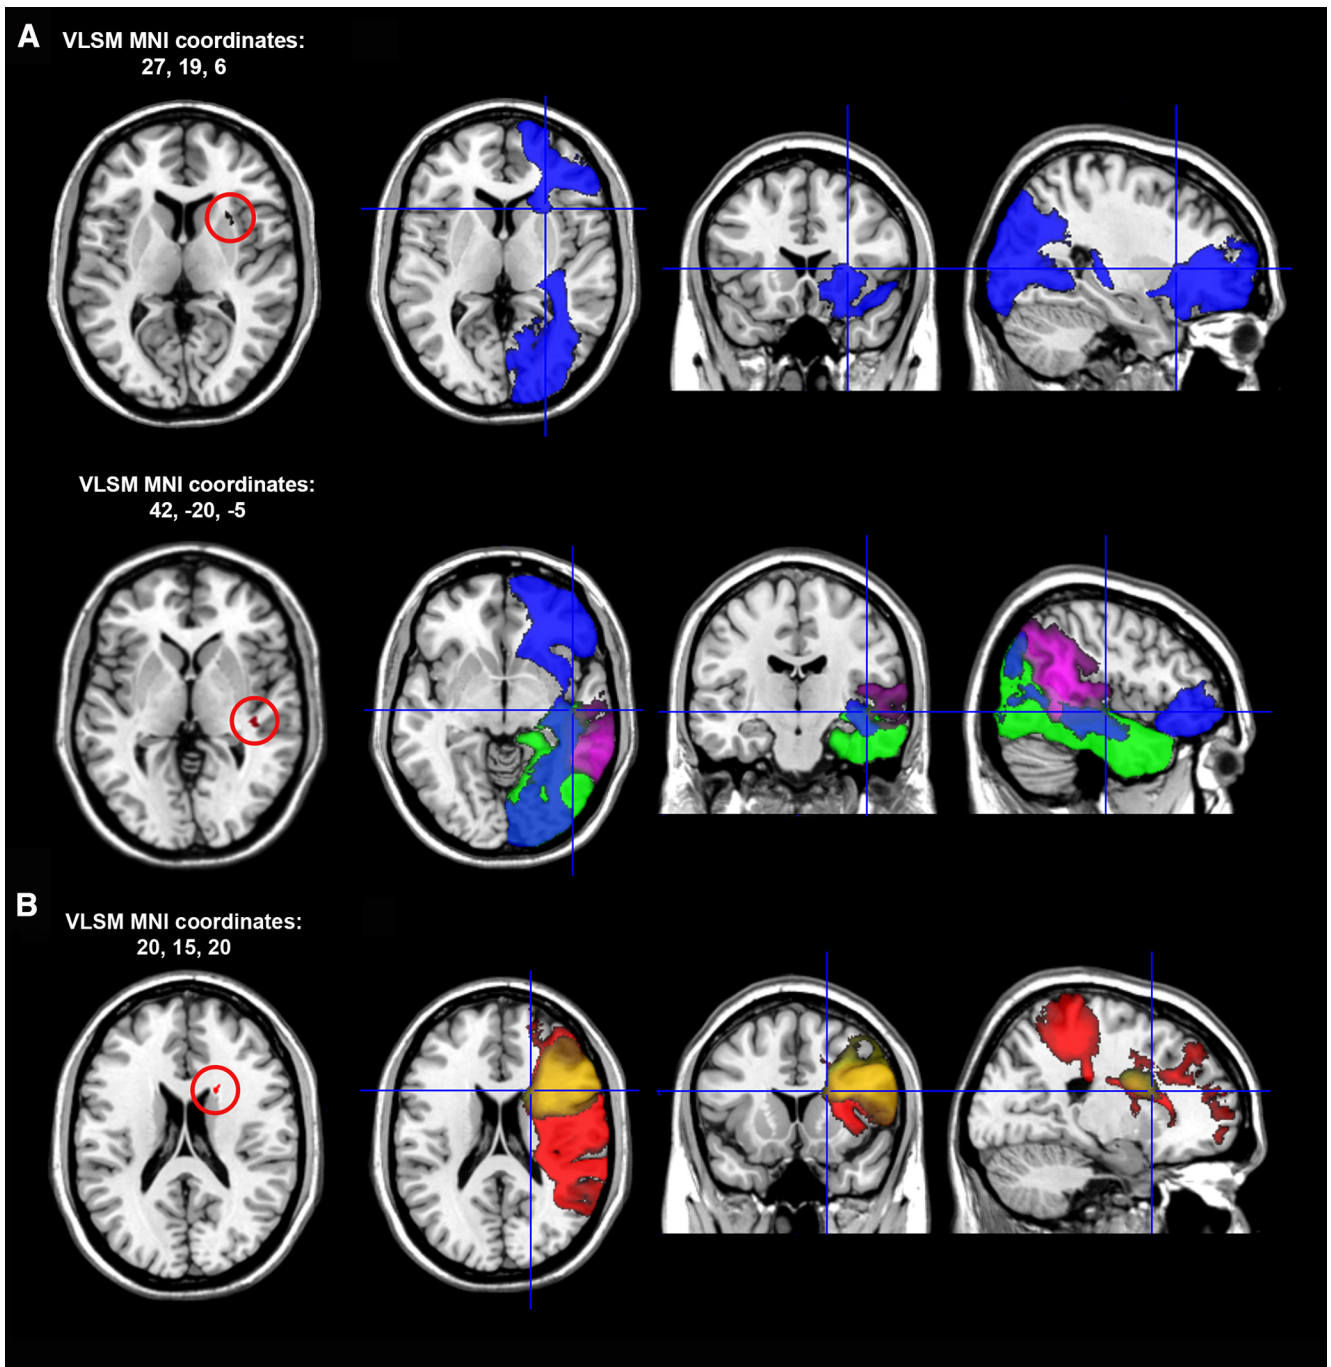 A
VLSM MNI coordinates:
27, 19, 6
VLSM MNI coordinates:
42, -20, -5
B
VLSM MNI coordinates:
20, 15, 20